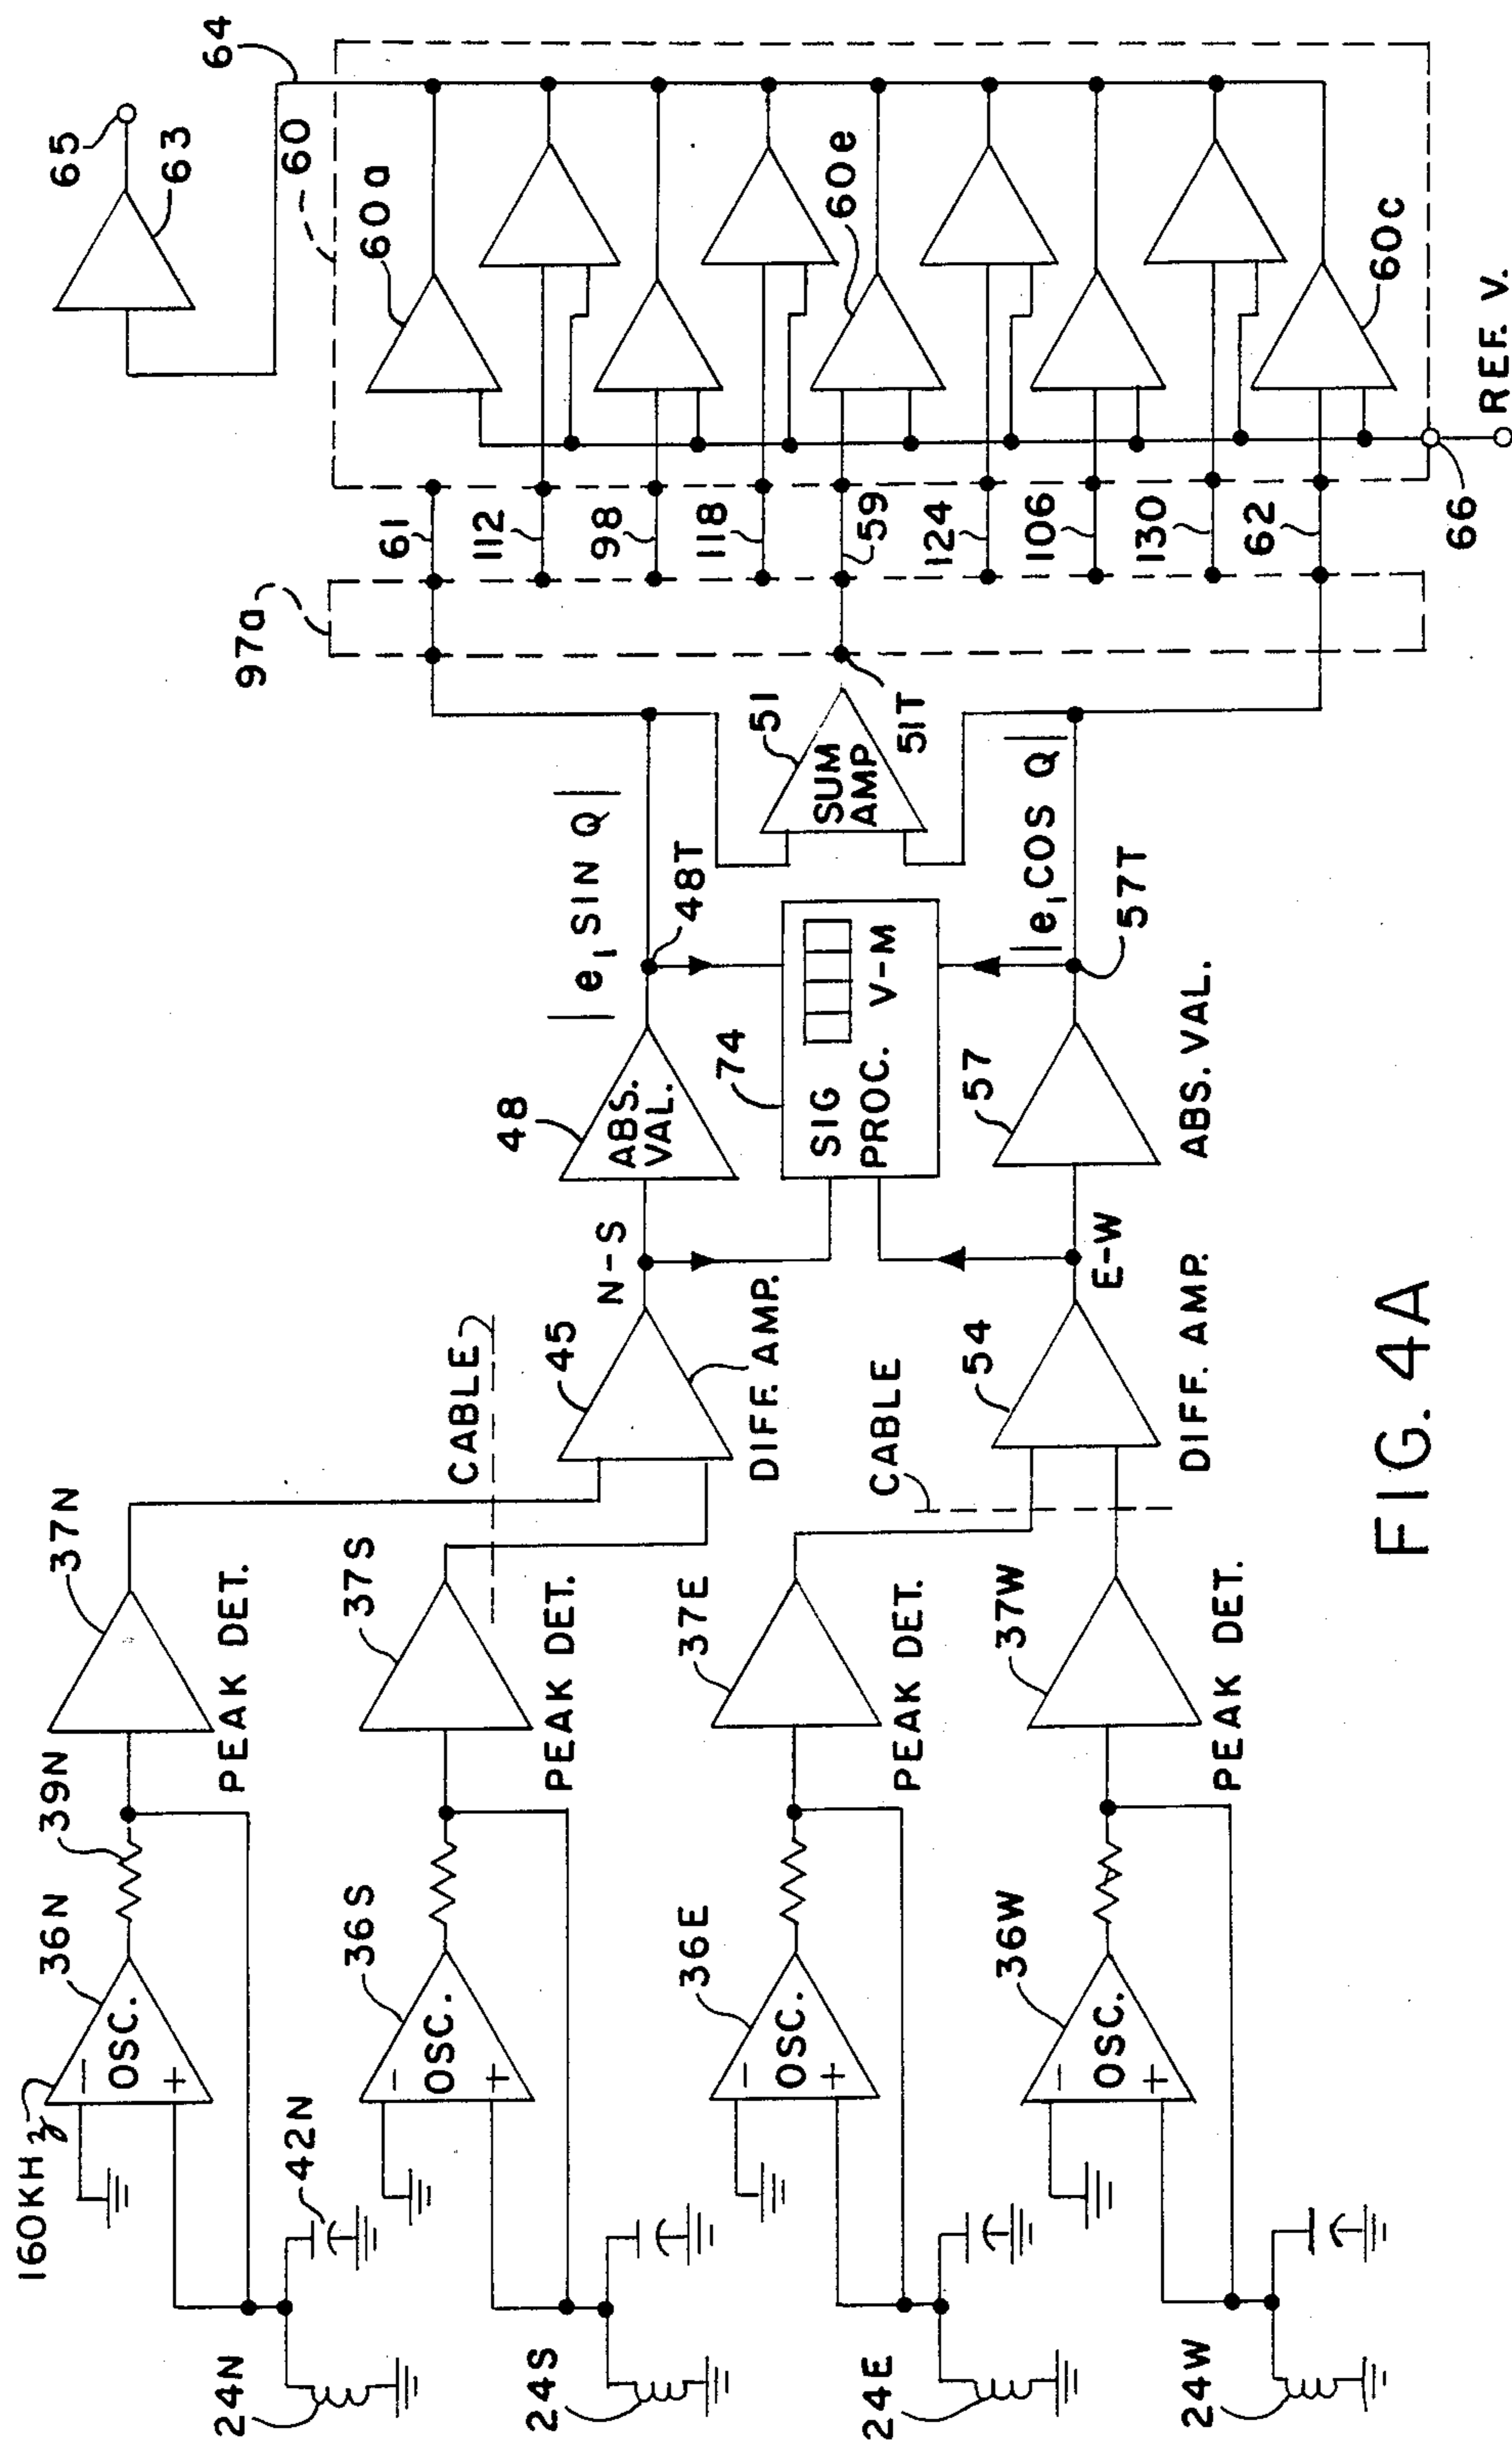 160KHz
36N
39N
37N
OSC.
-
+
42N
24N
PEAK DET.
36S
37S
OSC.
-
+
24S
PEAK DET.
CABLE
45
DIFF. AMP.
N-S
48
ABS.
VAL.
|e1 SIN Q|
48T
36E
37E
OSC.
-
+
24E
PEAK DET.
CABLE
36W
37W
OSC.
-
+
24W
PEAK DET.
54
DIFF. AMP.
E-W
57
ABS. VAL.
|e1 COS Q|
57T
74
SIG
PROC. V-M
51
SUM
AMP
51T
97a
61
112
98
118
59
124
106
130
62
60
60a
60e
60c
64
63
65
66
REF. V.
FIG. 4A